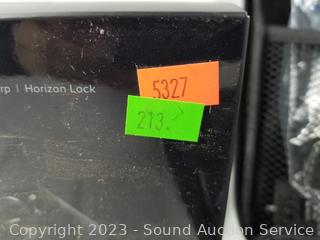 5327
rp | Horizon Lock
213.
Copyright 2023 - Sound Auction Service